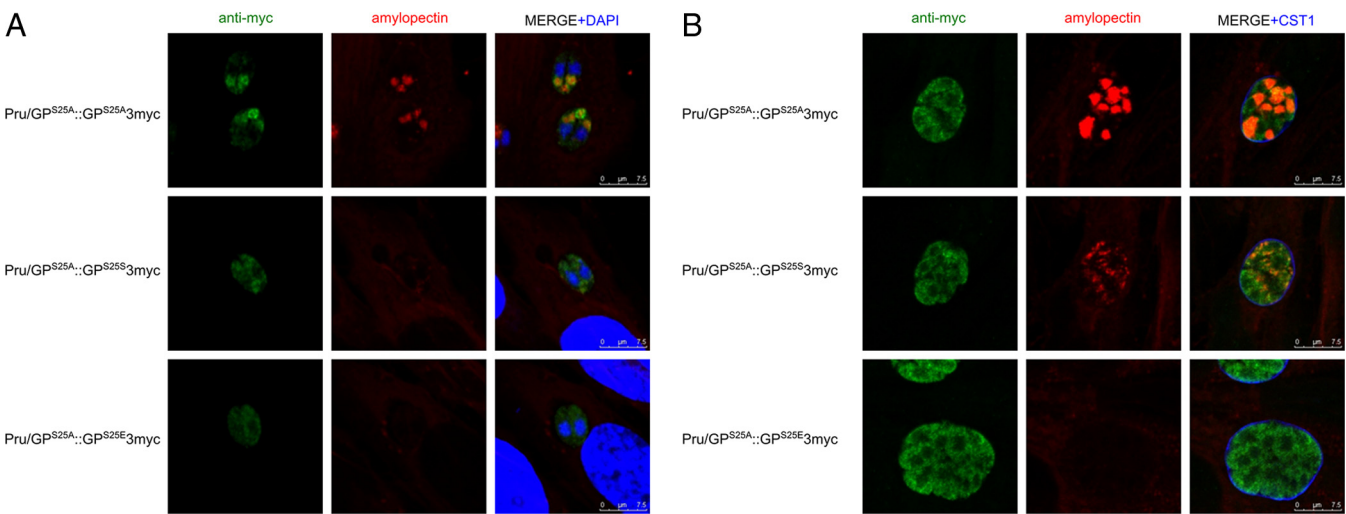 A
anti-myc amylopectin MERGE+DAPI
Pru/GPS25A::GPS25A3myc
0 µm 7.5
Pru/GPS25A::GPS25S3myc
0 µm 7.5
Pru/GPS25A::GPS25E3myc
0 µm 7.5
B
anti-myc amylopectin MERGE+CST1
Pru/GPS25A::GPS25A3myc
0 µm 7.5
Pru/GPS25A::GPS25S3myc
0 µm 7.5
Pru/GPS25A::GPS25E3myc
0 µm 7.5